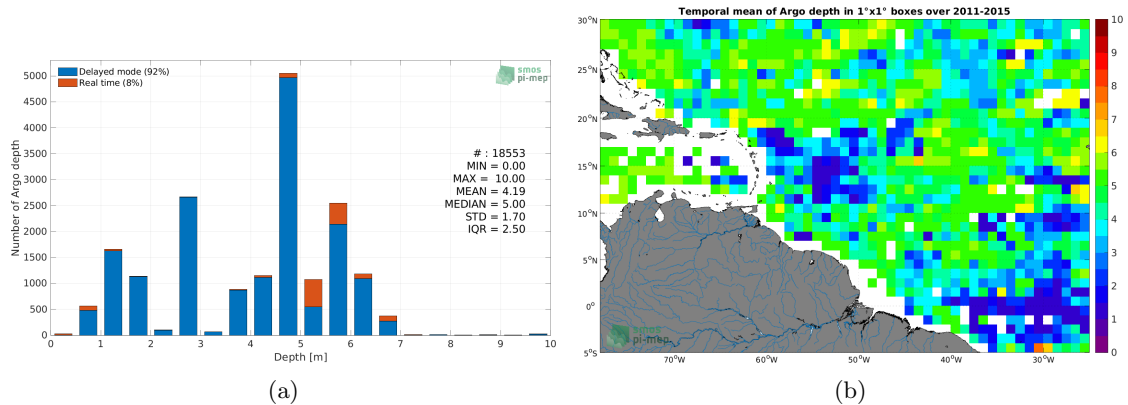 Delayed mode (92%)
Real time (8%)
smos
pi-mep
Number of Argo depth
5000
4500
4000
3500
3000
2500
2000
1500
1000
500
0
# : 18553
MIN = 0.00
MAX = 10.00
MEAN = 4.19
MEDIAN = 5.00
STD = 1.70
IQR = 2.50
0 1 2 3 4 5 6 7 8 9 10
Depth [m]
(a)
Temporal mean of Argo depth in 1°x1° boxes over 2011-2015
30°N
25°N
20°N
15°N
10°N
5°N
0°
5°S
70°W 60°W 50°W 40°W 30°W
smos
pi-mep
10
9
8
7
6
5
4
3
2
1
0
(b)